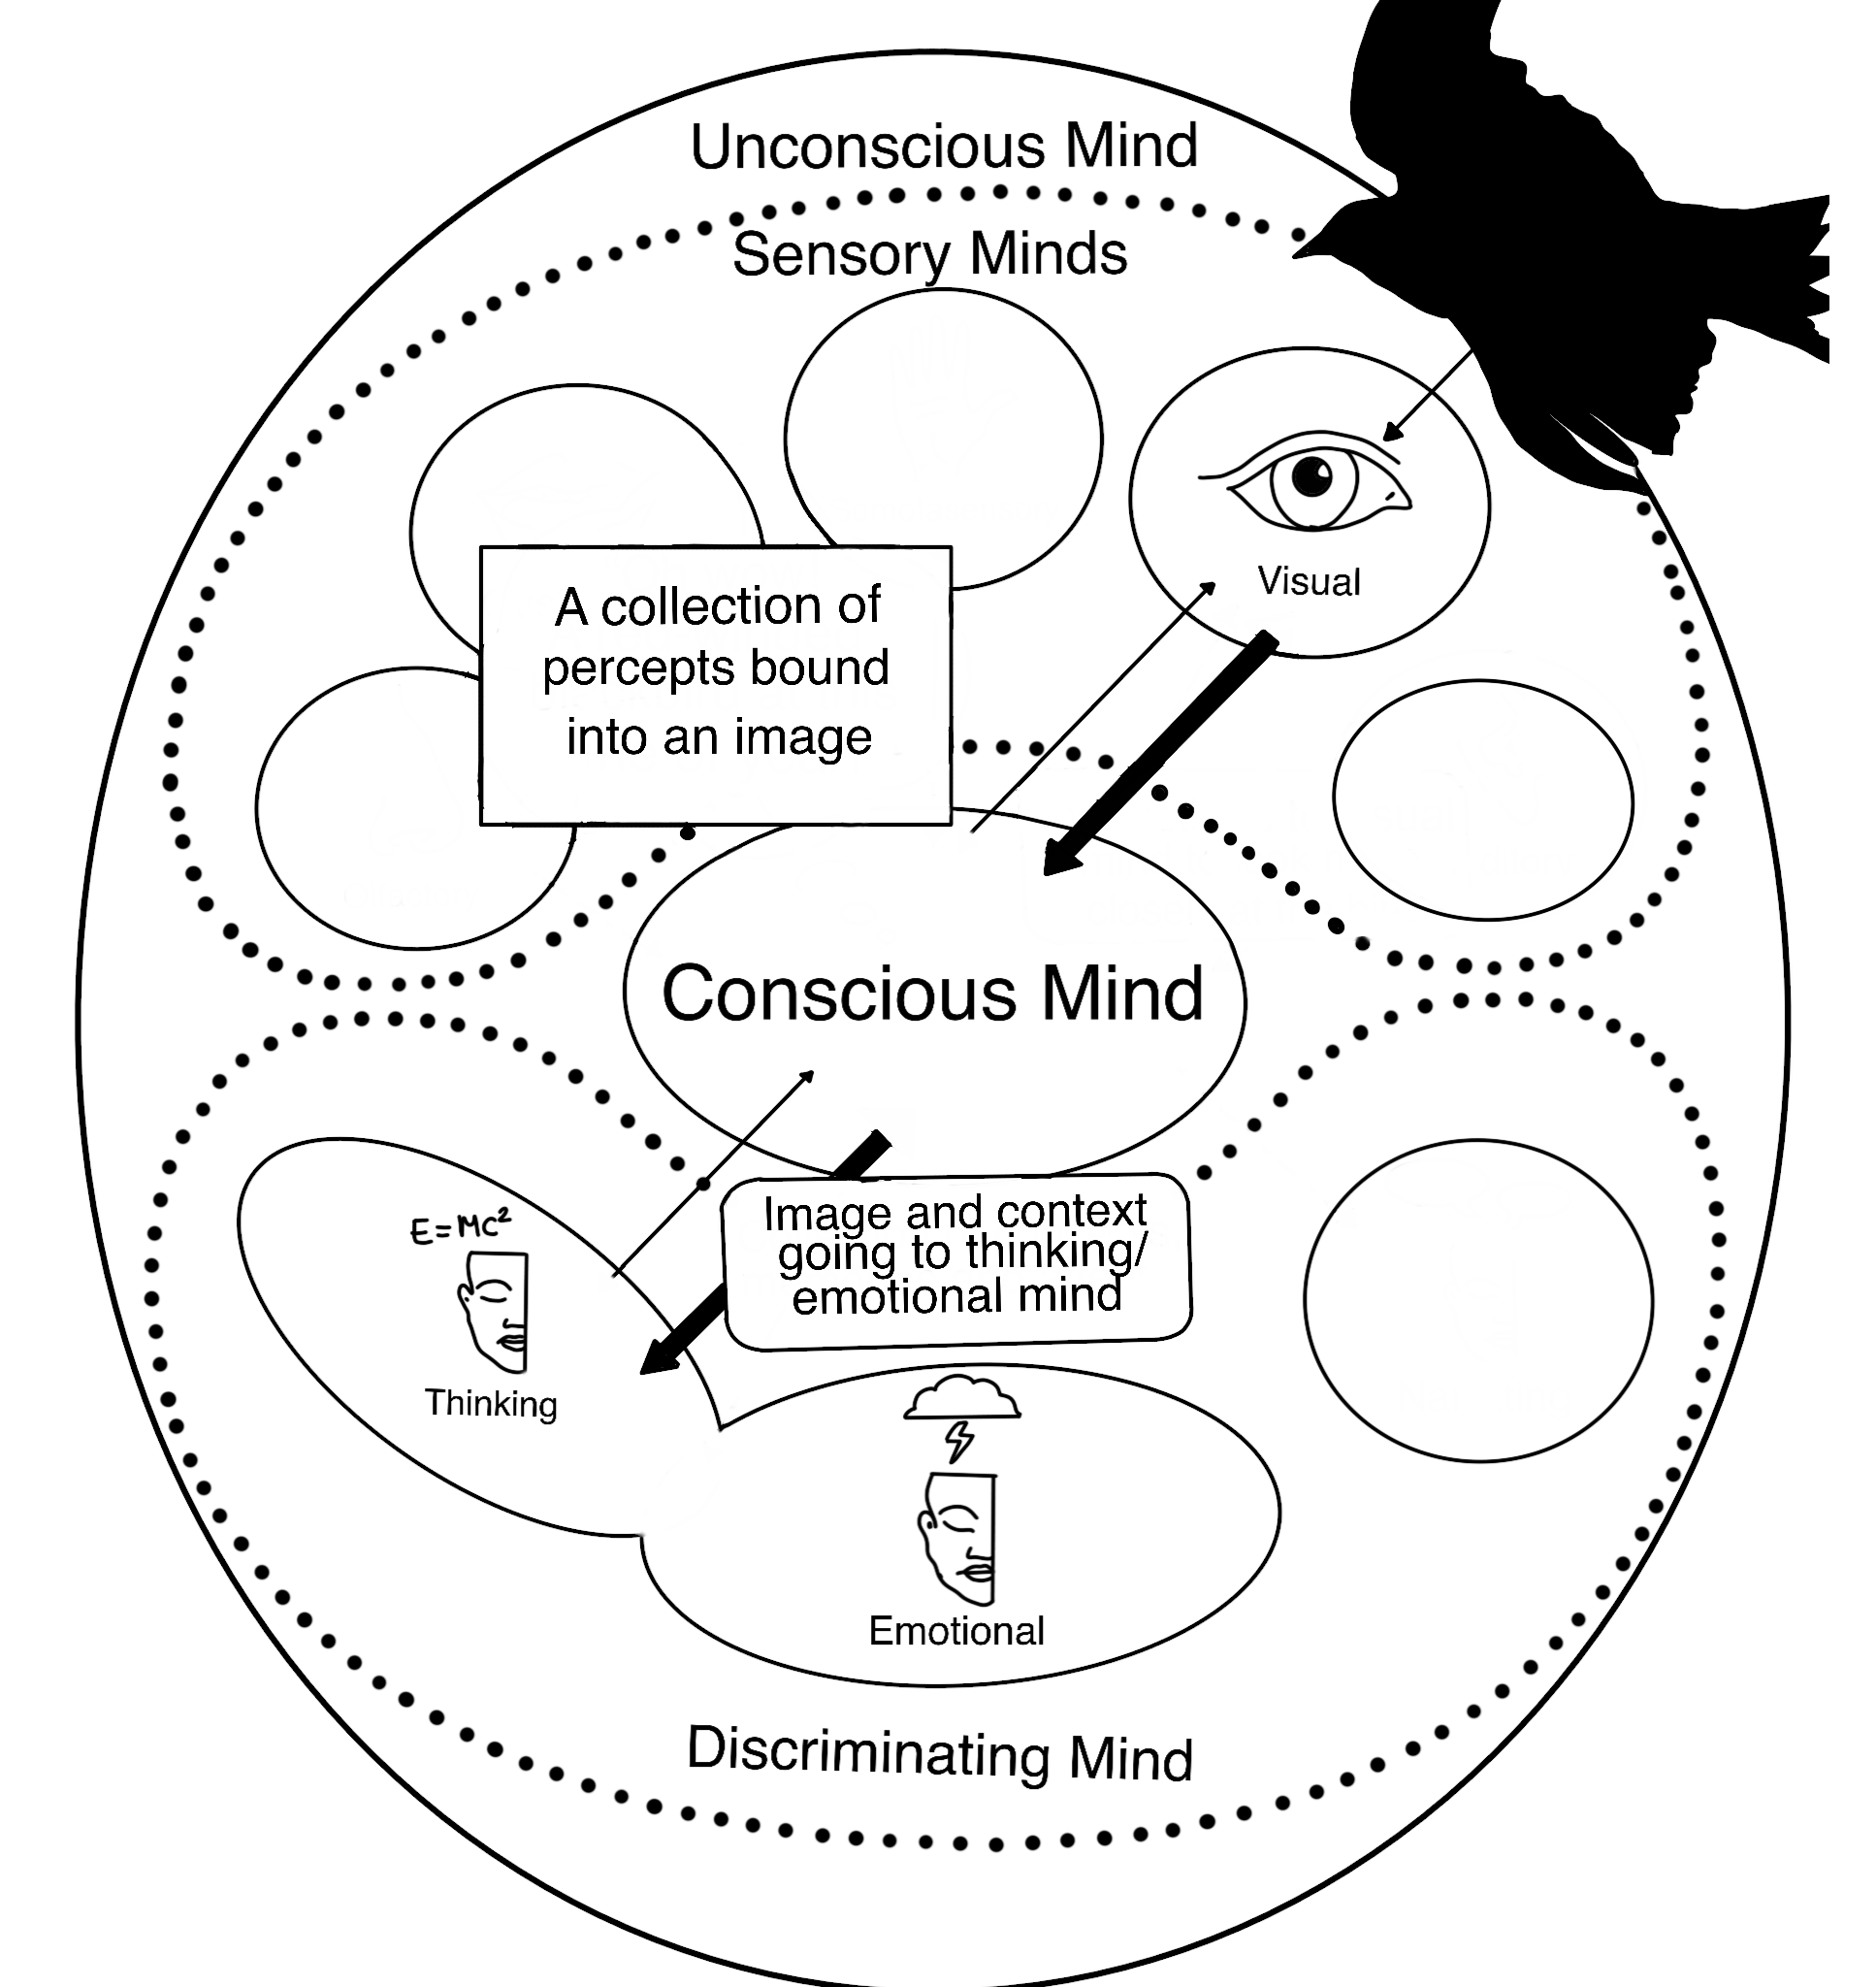 Unconscious Mind
Sensory Minds
Visual
A collection of
percepts bound
into an image
Conscious Mind
Image and context
going to thinking/
emotional mind
E=MC²
Thinking
Emotional
Discriminating Mind